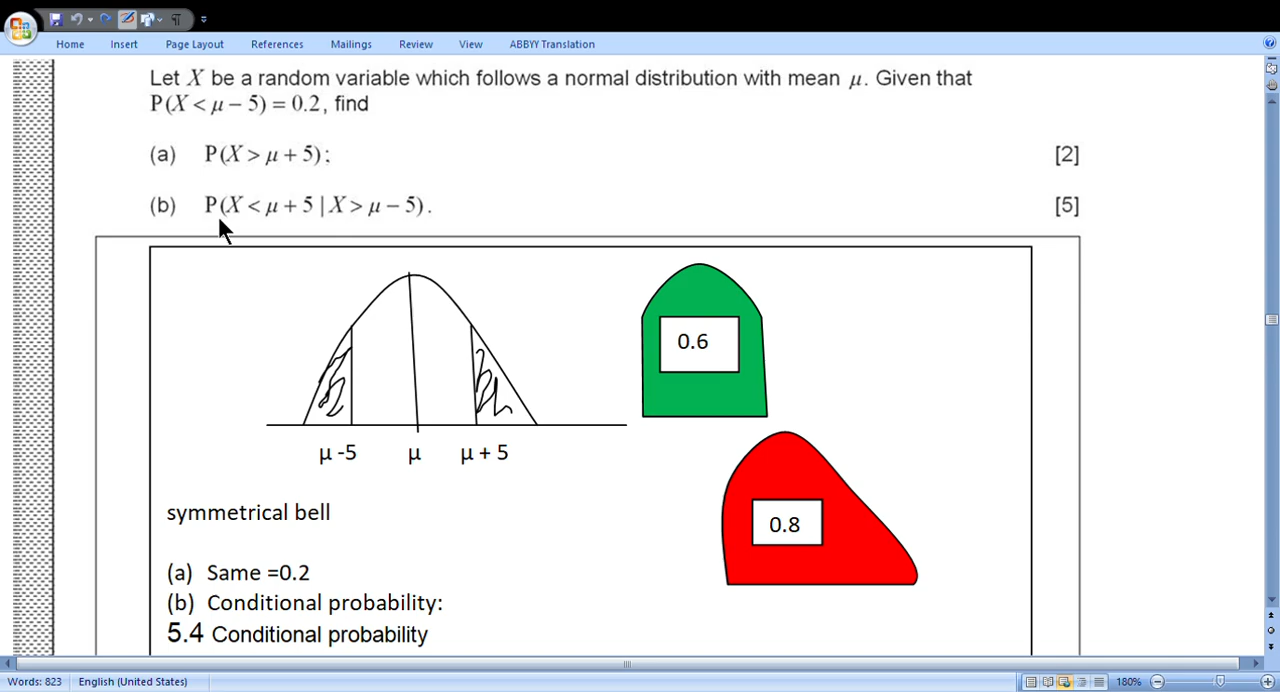 Home Insert Page Layout References Mailings Review View ABBYY Translation
Let X be a random variable which follows a normal distribution with mean μ. Given that
P(X < μ − 5) = 0.2, find
(a) P(X > μ + 5); [2]
(b) P(X < μ + 5 | X > μ − 5). [5]
0.6
μ -5 μ μ + 5
symmetrical bell
0.8
(a) Same =0.2
(b) Conditional probability:
5.4 Conditional probability
Words: 823 English (United States) 180%